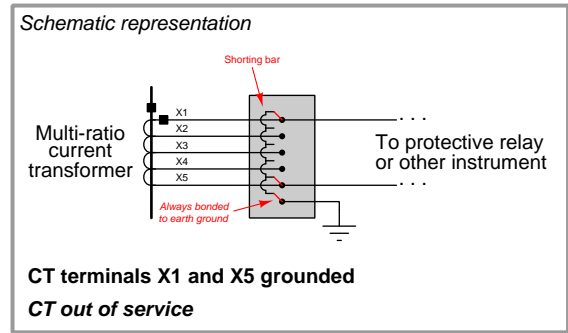 Schematic representation
Shorting bar
X1
X2
X3
X4
X5
Multi-ratio
current
transformer
To protective relay
or other instrument
Always bonded
to earth ground
CT terminals X1 and X5 grounded
CT out of service